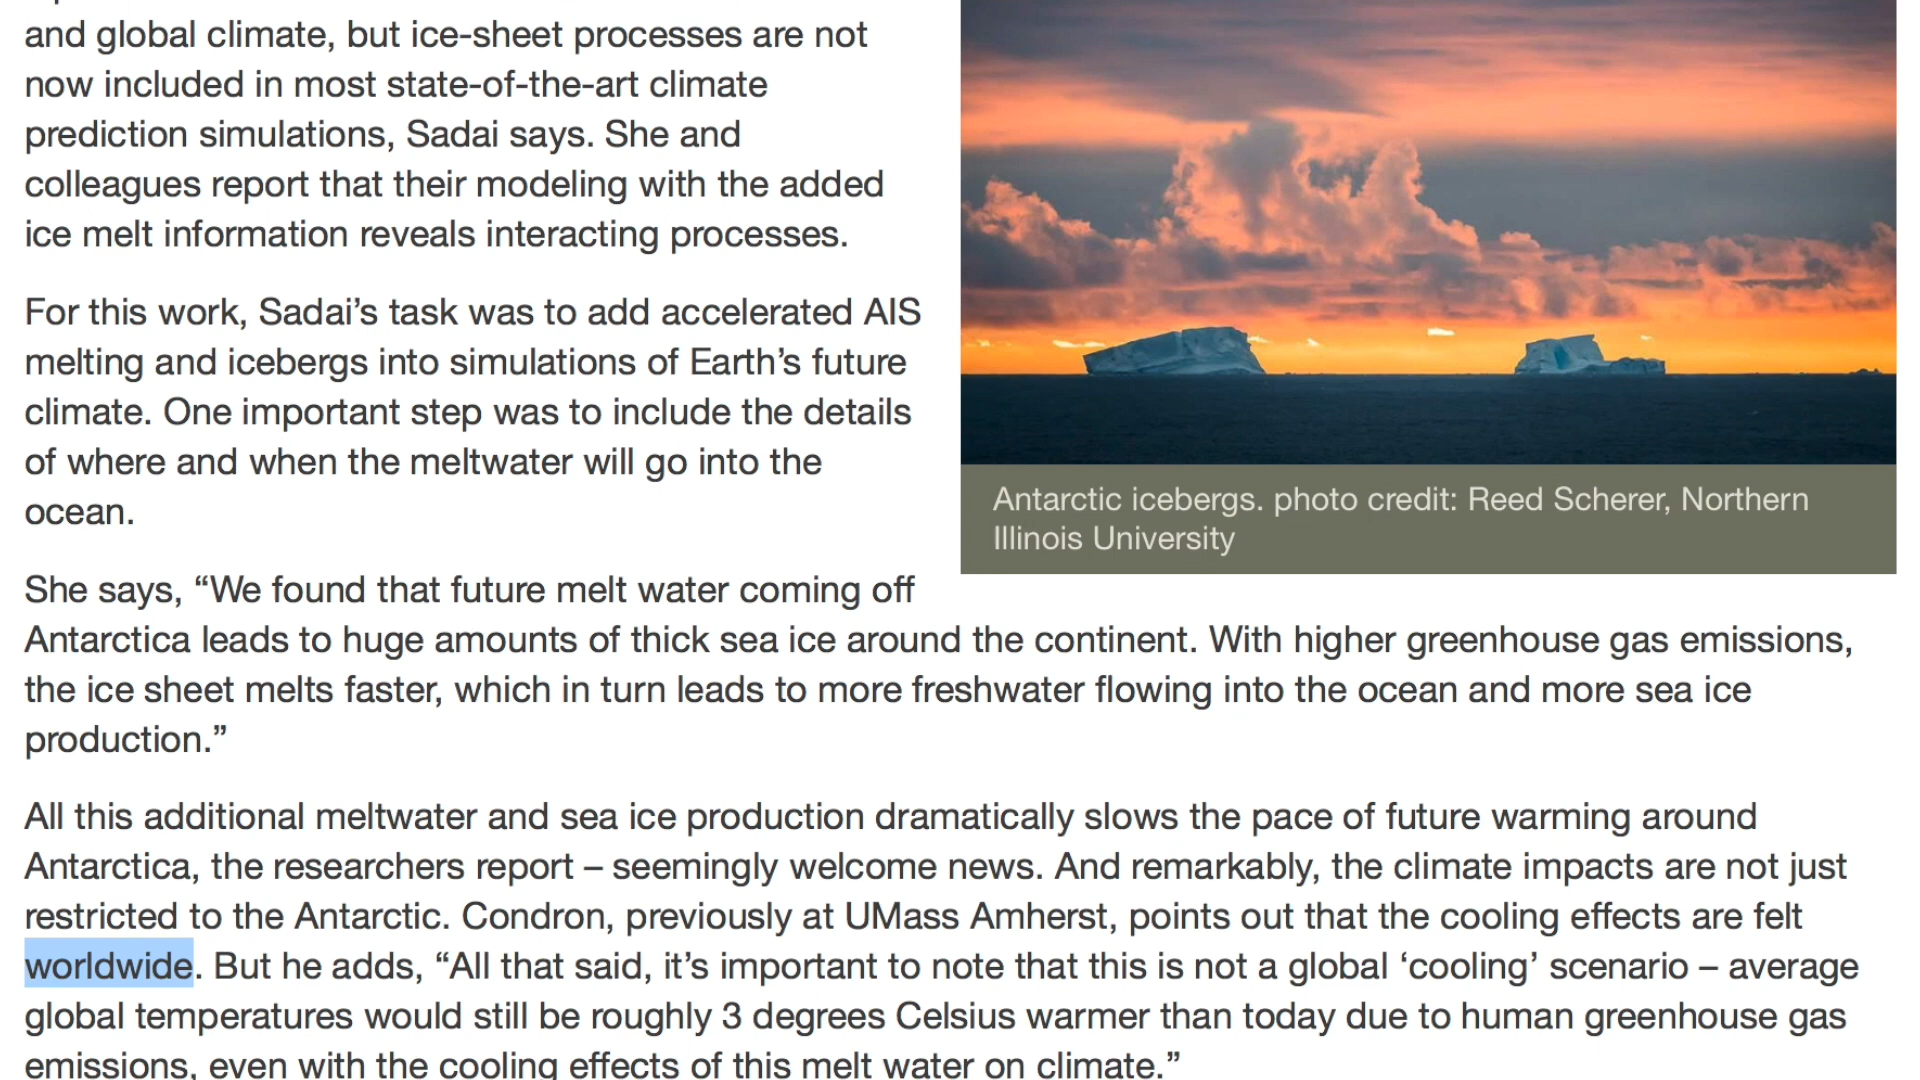 and global climate, but ice-sheet processes are not
now included in most state-of-the-art climate
prediction simulations, Sadai says. She and
colleagues report that their modeling with the added
ice melt information reveals interacting processes.
For this work, Sadai’s task was to add accelerated AIS
melting and icebergs into simulations of Earth’s future
climate. One important step was to include the details
of where and when the meltwater will go into the
ocean.
Antarctic icebergs. photo credit: Reed Scherer, Northern
Illinois University
She says, “We found that future melt water coming off
Antarctica leads to huge amounts of thick sea ice around the continent. With higher greenhouse gas emissions,
the ice sheet melts faster, which in turn leads to more freshwater flowing into the ocean and more sea ice
production.”
All this additional meltwater and sea ice production dramatically slows the pace of future warming around
Antarctica, the researchers report – seemingly welcome news. And remarkably, the climate impacts are not just
restricted to the Antarctic. Condron, previously at UMass Amherst, points out that the cooling effects are felt
worldwide. But he adds, “All that said, it’s important to note that this is not a global ‘cooling’ scenario – average
global temperatures would still be roughly 3 degrees Celsius warmer than today due to human greenhouse gas
emissions, even with the cooling effects of this melt water on climate.”